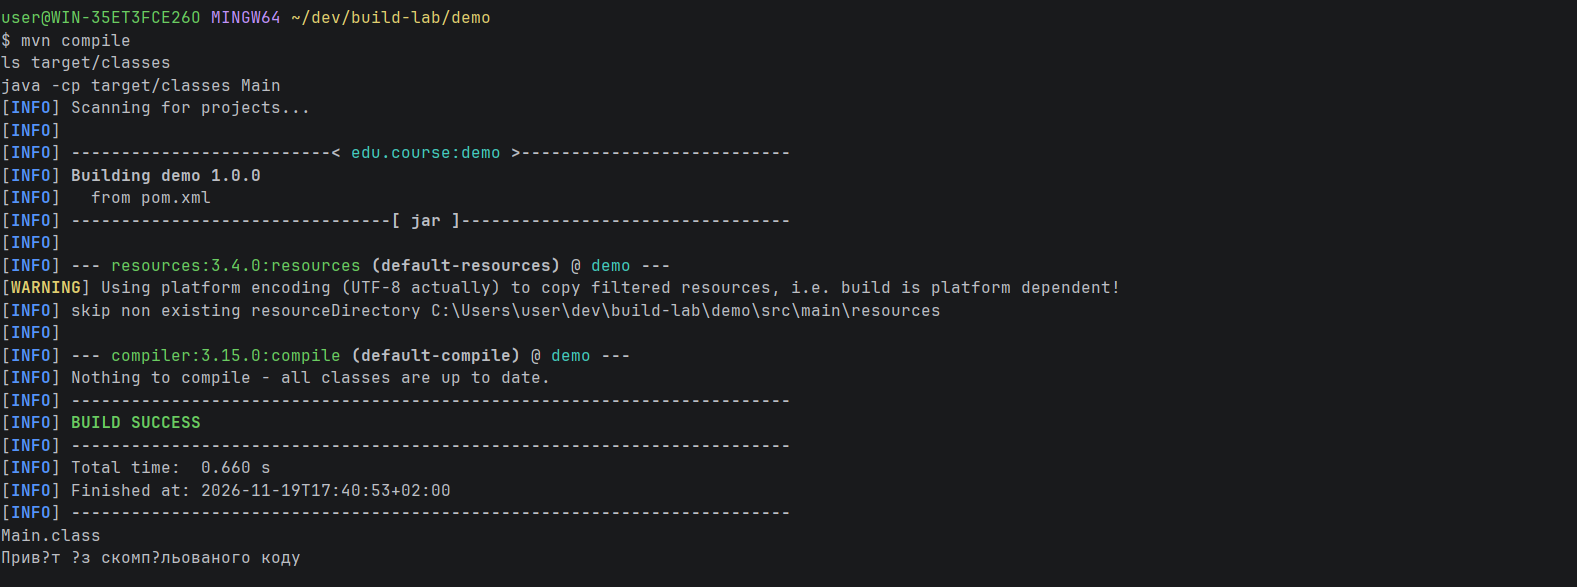 user@WIN-35ET3FCE26O MINGW64 ~/dev/build-lab/demo
$ mvn compile
ls target/classes
java -cp target/classes Main
[INFO] Scanning for projects...
[INFO]
[INFO] --------------------------< edu.course:demo >---------------------------
[INFO] Building demo 1.0.0
[INFO]   from pom.xml
[INFO] --------------------------------[ jar ]---------------------------------
[INFO]
[INFO] --- resources:3.4.0:resources (default-resources) @ demo ---
[WARNING] Using platform encoding (UTF-8 actually) to copy filtered resources, i.e. build is platform dependent!
[INFO] skip non existing resourceDirectory C:\Users\user\dev\build-lab\demo\src\main\resources
[INFO]
[INFO] --- compiler:3.15.0:compile (default-compile) @ demo ---
[INFO] Nothing to compile - all classes are up to date.
[INFO] ------------------------------------------------------------------------
[INFO] BUILD SUCCESS
[INFO] ------------------------------------------------------------------------
[INFO] Total time:  0.660 s
[INFO] Finished at: 2026-11-19T17:40:53+02:00
[INFO] ------------------------------------------------------------------------
Main.class
Прив?т ?з скомп?льованого коду